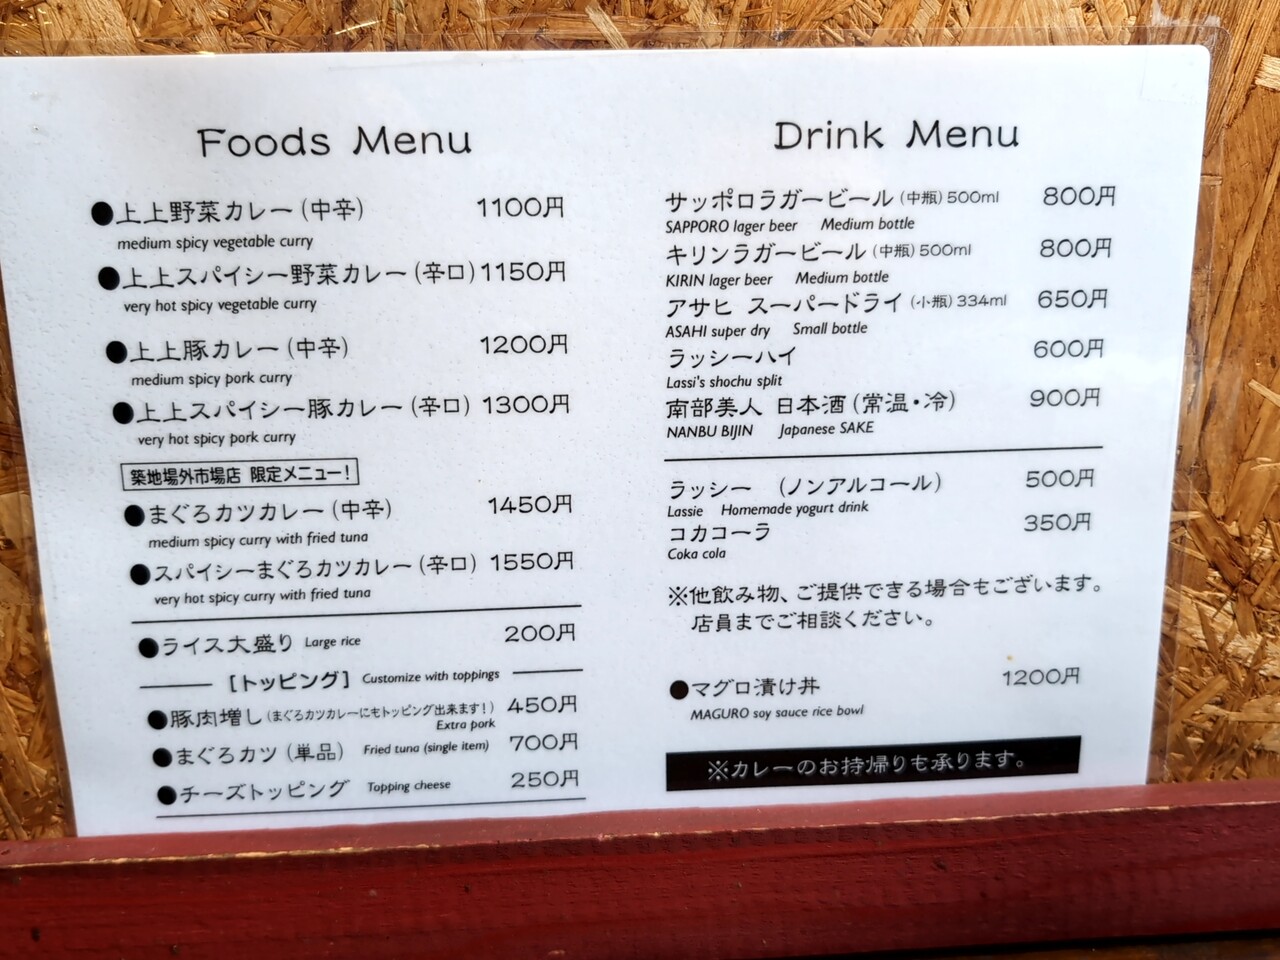 Foods Menu
●上上野菜カレー(中辛) 1100円
medium spicy vegetable curry
●上上スパイシー野菜カレー(辛口) 1150円
very hot spicy vegetable curry
●上上豚カレー(中辛) 1200円
medium spicy pork curry
●上上スパイシー豚カレー(辛口) 1300円
very hot spicy pork curry
築地場外市場店 限定メニュー!
●まぐろカツカレー(中辛) 1450円
medium spicy curry with fried tuna
●スパイシーまぐろカツカレー(辛口) 1550円
very hot spicy curry with fried tuna
●ライス大盛り Large rice 200円
[トッピング] Customize with toppings
●豚肉増し(まぐろカツカレーにもトッピング出来ます!) 450円
Extra pork
●まぐろカツ(単品) Fried tuna (single item) 700円
●チーズトッピング Topping cheese 250円
Drink Menu
サッポロラガービール(中瓶)500ml 800円
SAPPORO lager beer Medium bottle
キリンラガービール(中瓶)500ml 800円
KIRIN lager beer Medium bottle
アサヒ スーパードライ(小瓶)334ml 650円
ASAHI super dry Small bottle
ラッシーハイ 600円
Lassi's shochu split
南部美人 日本酒(常温・冷) 900円
NANBU BIJIN Japanese SAKE
ラッシー (ノンアルコール) 500円
Lassie Homemade yogurt drink
コカコーラ 350円
Coka cola
※他飲み物、ご提供できる場合もございます。
店員までご相談ください。
●マグロ漬け丼 1200円
MAGURO soy sauce rice bowl
※カレーのお持帰りも承ります。